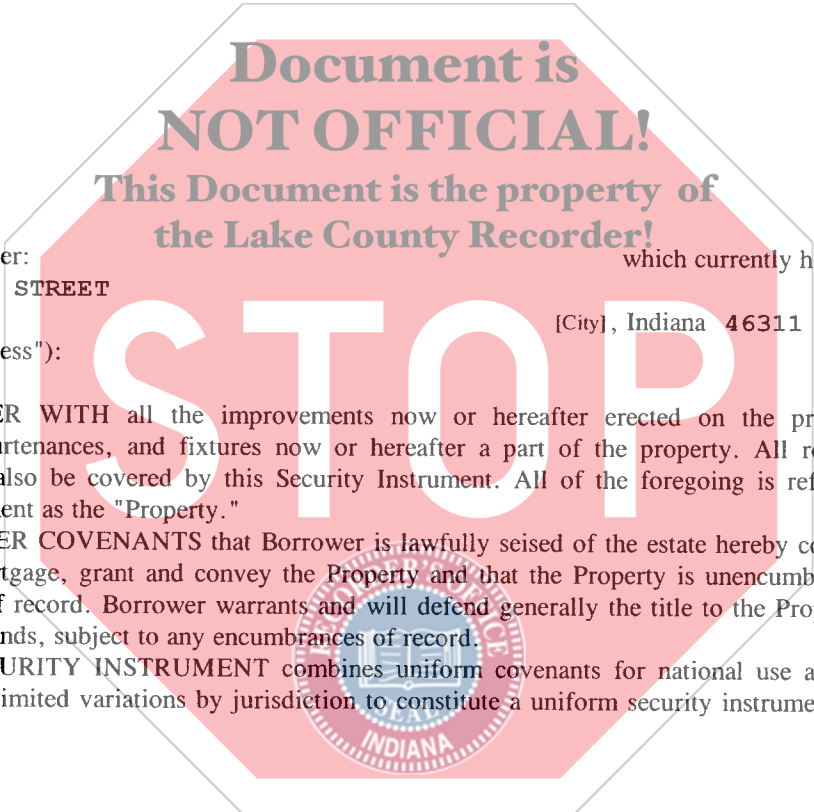 Document is
NOT OFFICIAL!
This Document is the property of
the Lake County Recorder!
er: which currently h
STREET
[City], Indiana 46311
ess"):
STOP
ER WITH all the improvements now or hereafter erected on the pr
rtenances, and fixtures now or hereafter a part of the property. All r
also be covered by this Security Instrument. All of the foregoing is ref
ent as the "Property."
ER COVENANTS that Borrower is lawfully seised of the estate hereby c
tgage, grant and convey the Property and that the Property is unencumb
f record. Borrower warrants and will defend generally the title to the Pro
nds, subject to any encumbrances of record.
URITY INSTRUMENT combines uniform covenants for national use a
imited variations by jurisdiction to constitute a uniform security instrume
RECORDER'S OFFICE
SEAL
INDIANA